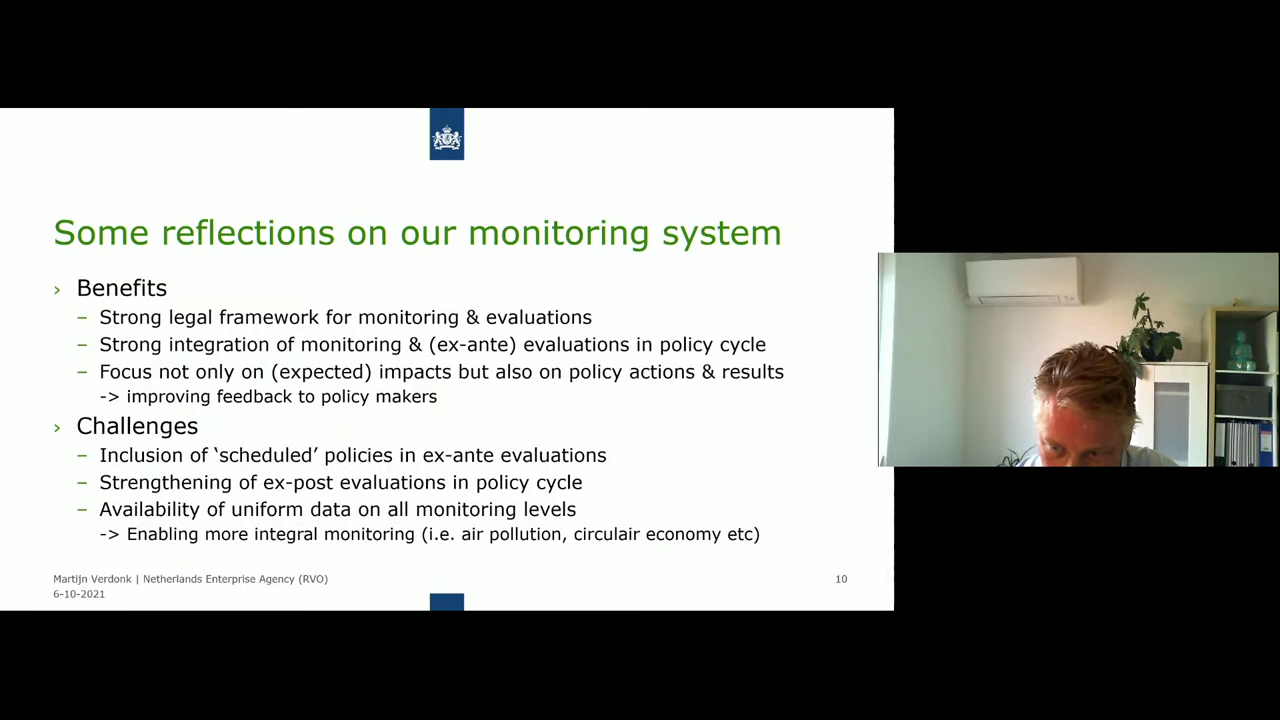 Some reflections on our monitoring system
› Benefits
– Strong legal framework for monitoring & evaluations
– Strong integration of monitoring & (ex-ante) evaluations in policy cycle
– Focus not only on (expected) impacts but also on policy actions & results
-> improving feedback to policy makers
› Challenges
– Inclusion of ‘scheduled’ policies in ex-ante evaluations
– Strengthening of ex-post evaluations in policy cycle
– Availability of uniform data on all monitoring levels
-> Enabling more integral monitoring (i.e. air pollution, circulair economy etc)
Martijn Verdonk | Netherlands Enterprise Agency (RVO)
10
6-10-2021